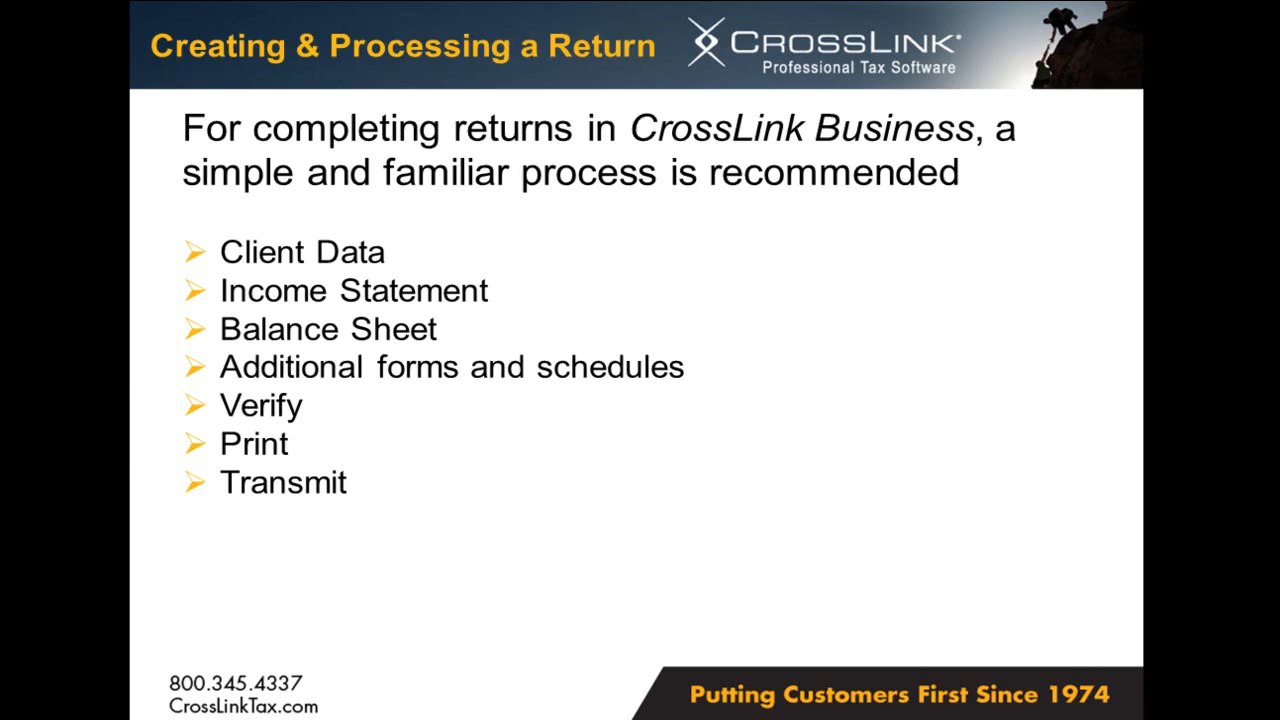 Creating & Processing a Return
CROSSLINK®
Professional Tax Software
For completing returns in CrossLink Business, a
simple and familiar process is recommended
Client Data
Income Statement
Balance Sheet
Additional forms and schedules
Verify
Print
Transmit
800.345.4337
CrossLinkTax.com
Putting Customers First Since 1974